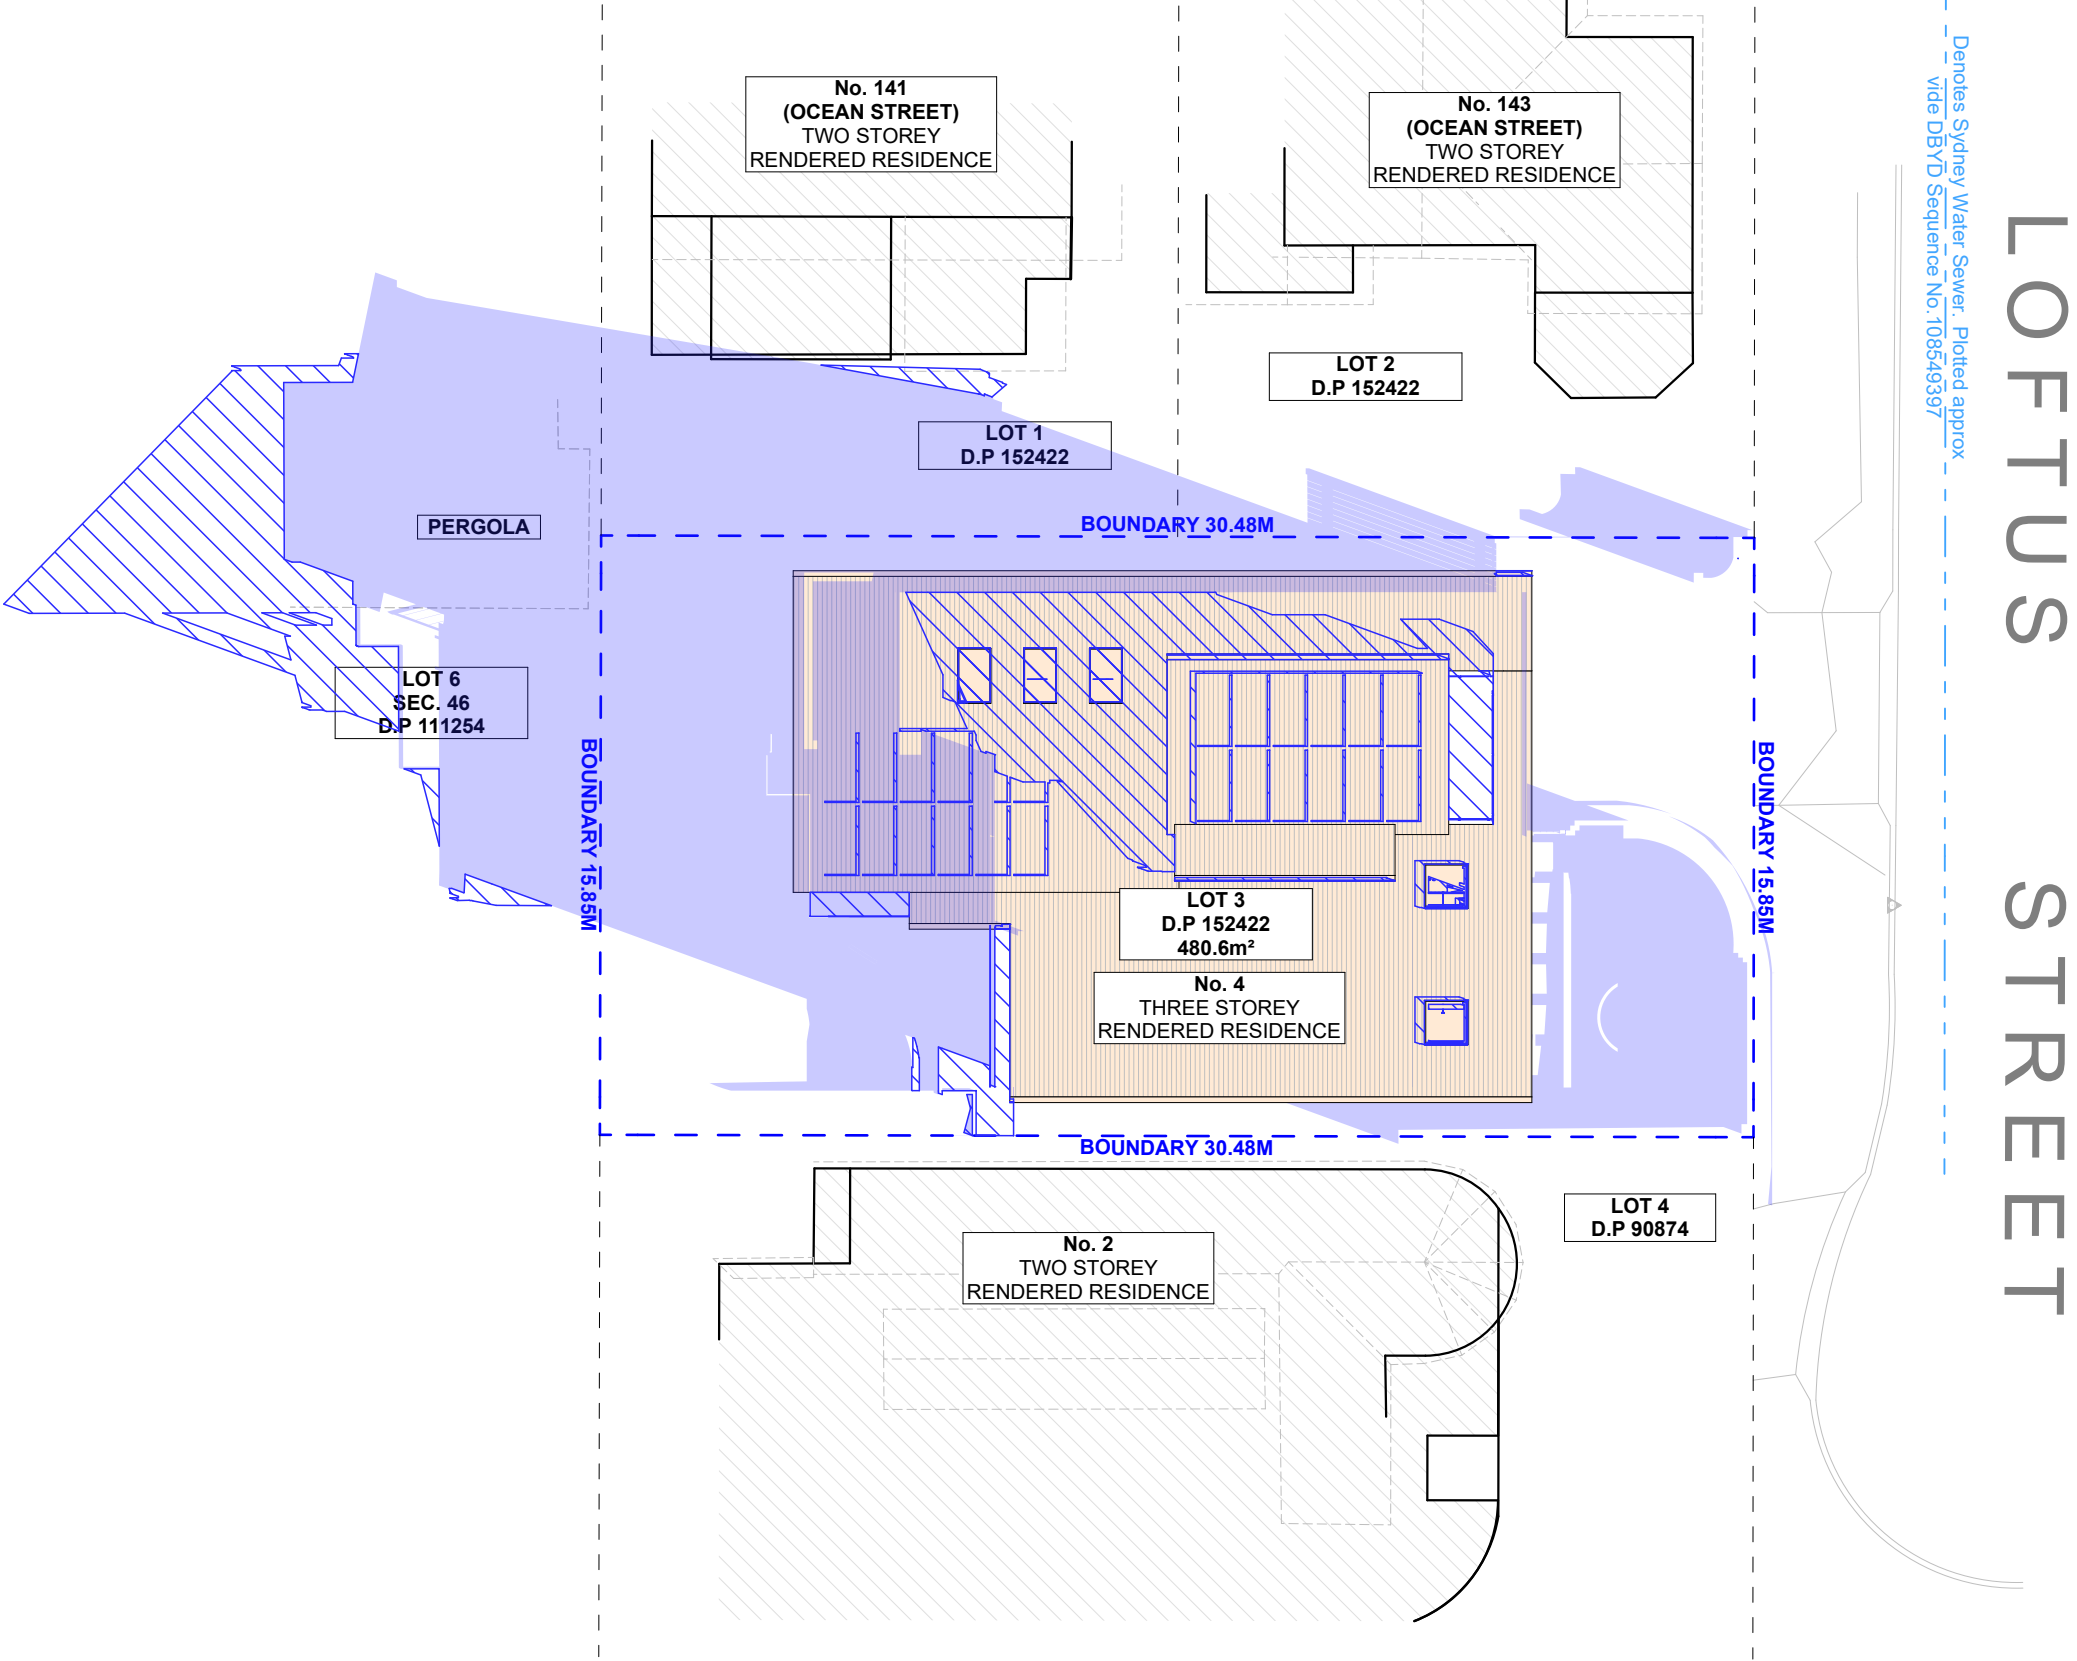 No. 141
(OCEAN STREET)
TWO STOREY
RENDERED RESIDENCE
No. 143
(OCEAN STREET)
TWO STOREY
RENDERED RESIDENCE
Denotes Sydney Water Sewer. Plotted approx
vide DBYD Sequence No.108549397
LOFTUS STREET
LOT 2
D.P 152422
LOT 1
D.P 152422
PERGOLA
BOUNDARY 30.48M
LOT 6
SEC. 46
D.P 111254
BOUNDARY 15.85M
BOUNDARY 15.85M
LOT 3
D.P 152422
480.6m²
No. 4
THREE STOREY
RENDERED RESIDENCE
BOUNDARY 30.48M
LOT 4
D.P 90874
No. 2
TWO STOREY
RENDERED RESIDENCE